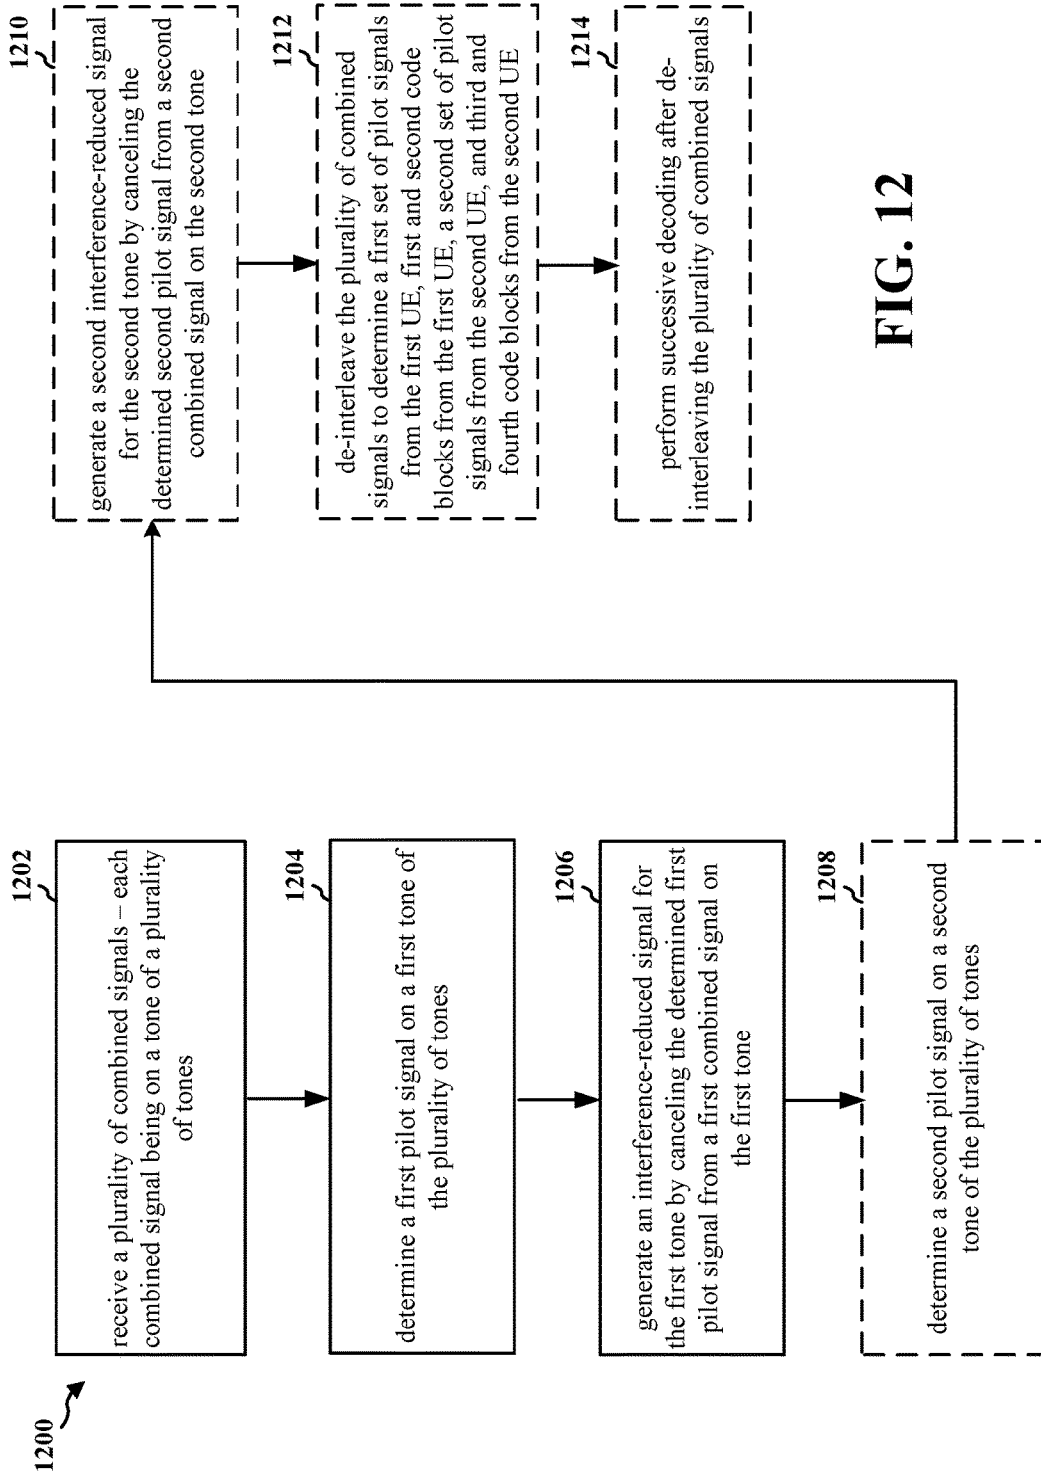 1200
1202
receive a plurality of combined signals – each
combined signal being on a tone of a plurality
of tones
1204
determine a first pilot signal on a first tone of
the plurality of tones
1206
generate an interference-reduced signal for
the first tone by canceling the determined first
pilot signal from a first combined signal on
the first tone
1208
determine a second pilot signal on a second
tone of the plurality of tones
1210
generate a second interference-reduced signal
for the second tone by canceling the
determined second pilot signal from a second
combined signal on the second tone
1212
de-interleave the plurality of combined
signals to determine a first set of pilot signals
from the first UE, first and second code
blocks from the first UE, a second set of pilot
signals from the second UE, and third and
fourth code blocks from the second UE
1214
perform successive decoding after de-
interleaving the plurality of combined signals
FIG. 12